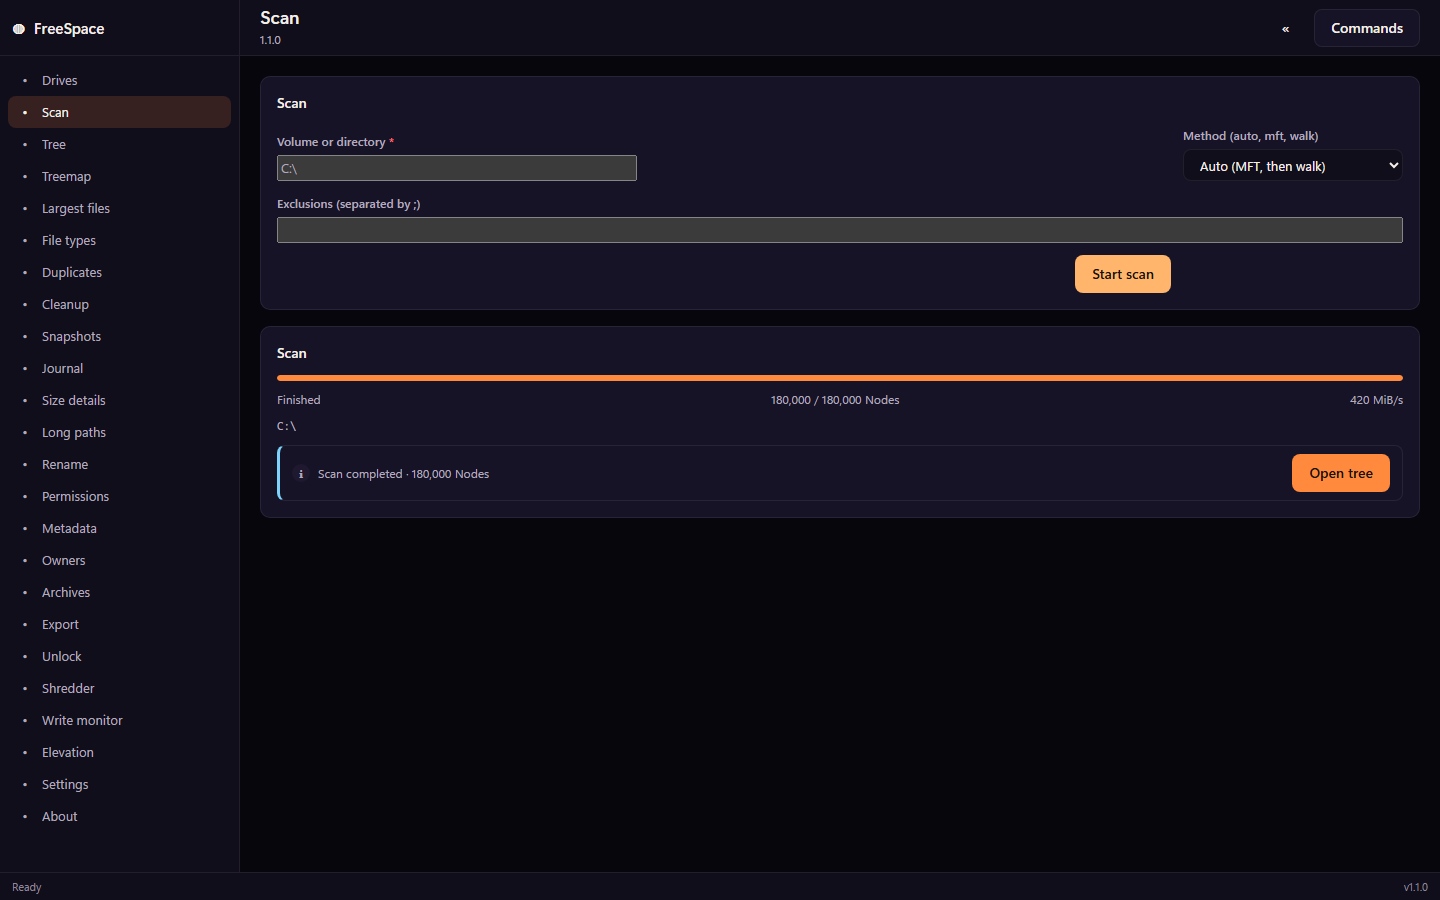 FreeSpace
Scan
1.1.0
«
Commands
• Drives
• Scan
• Tree
• Treemap
• Largest files
• File types
• Duplicates
• Cleanup
• Snapshots
• Journal
• Size details
• Long paths
• Rename
• Permissions
• Metadata
• Owners
• Archives
• Export
• Unlock
• Shredder
• Write monitor
• Elevation
• Settings
• About
Scan
Volume or directory *
C:\
Method (auto, mft, walk)
Auto (MFT, then walk)
Exclusions (separated by ;)
Start scan
Scan
Finished 180,000 / 180,000 Nodes 420 MiB/s
C:\
i Scan completed · 180,000 Nodes Open tree
Ready v1.1.0